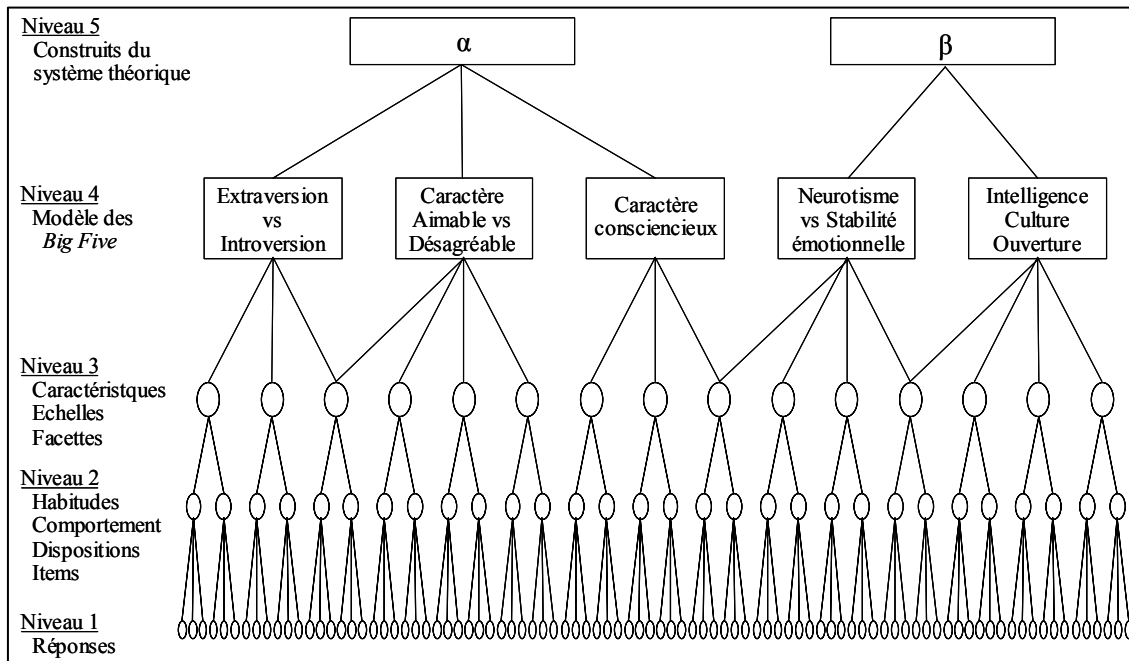 Niveau 5
Construits du
système théorique
α
β
Niveau 4
Modèle des
Big Five
Extraversion
vs
Introversion
Caractère
Aimable vs
Désagréable
Caractère
consciencieux
Neurotisme
vs Stabilité
émotionnelle
Intelligence
Culture
Ouverture
Niveau 3
Caractéristques
Echelles
Facettes
Niveau 2
Habitudes
Comportement
Dispositions
Items
Niveau 1
Réponses